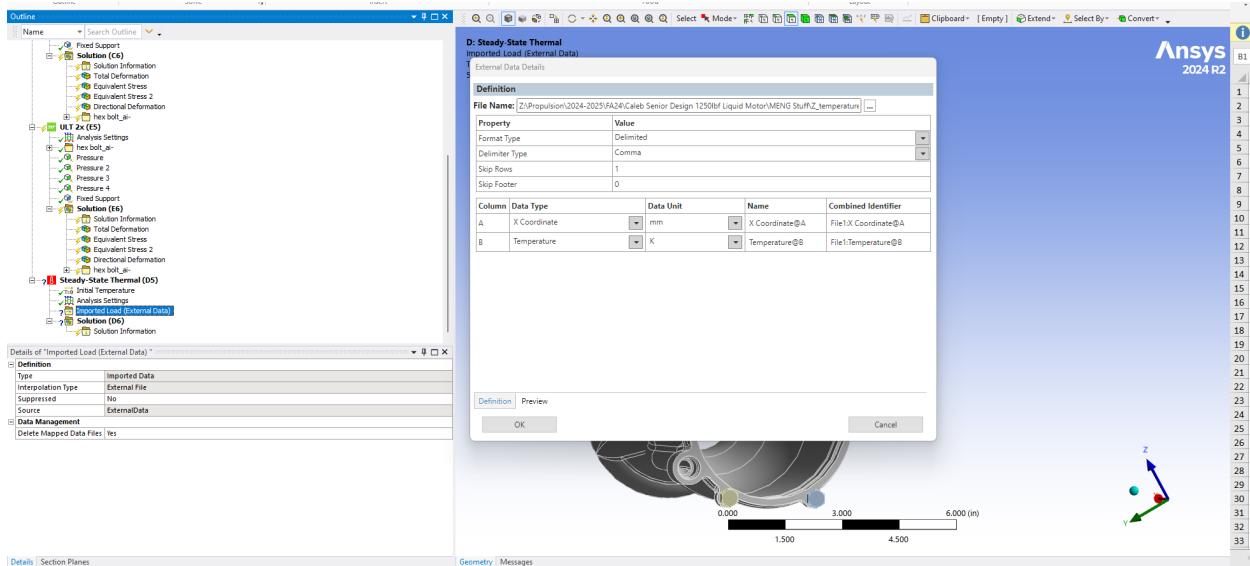 Outline
Name Search Outline
Fixed Support
Solution (C6)
Solution Information
Total Deformation
Equivalent Stress
Equivalent Stress 2
Directional Deformation
hex bolt_ai-
ULT 2x (E5)
Analysis Settings
hex bolt_ai-
Pressure
Pressure 2
Pressure 3
Pressure 4
Fixed Support
Solution (E6)
Solution Information
Total Deformation
Equivalent Stress
Equivalent Stress 2
Directional Deformation
hex bolt_ai-
Steady-State Thermal (D5)
Initial Temperature
Analysis Settings
Imported Load (External Data)
Solution (D6)
Solution Information
Details of "Imported Load (External Data) "
Definition
Type Imported Data
Interpolation Type External File
Suppressed No
Source ExternalData
Data Management
Delete Mapped Data Files Yes
Details Section Planes
Select Mode Clipboard [ Empty ] Extend Select By Convert
D: Steady-State Thermal
Imported Load (External Data)
Ansys
2024 R2
External Data Details
Definition
File Name: Z:\Propulsion\2024-2025\FA24\Caleb Senior Design 1250lbf Liquid Motor\MENG Stuff\Z_temperature ...
Property Value
Format Type Delimited
Delimiter Type Comma
Skip Rows 1
Skip Footer 0
Column Data Type Data Unit Name Combined Identifier
A X Coordinate mm X Coordinate@A File1:X Coordinate@A
B Temperature K Temperature@B File1:Temperature@B
Definition Preview
OK Cancel
0.000 3.000 6.000 (in)
1.500 4.500
Z
Y
Geometry Messages
B1
1
2
3
4
5
6
7
8
9
10
11
12
13
14
15
16
17
18
19
20
21
22
23
24
25
26
27
28
29
30
31
32
33